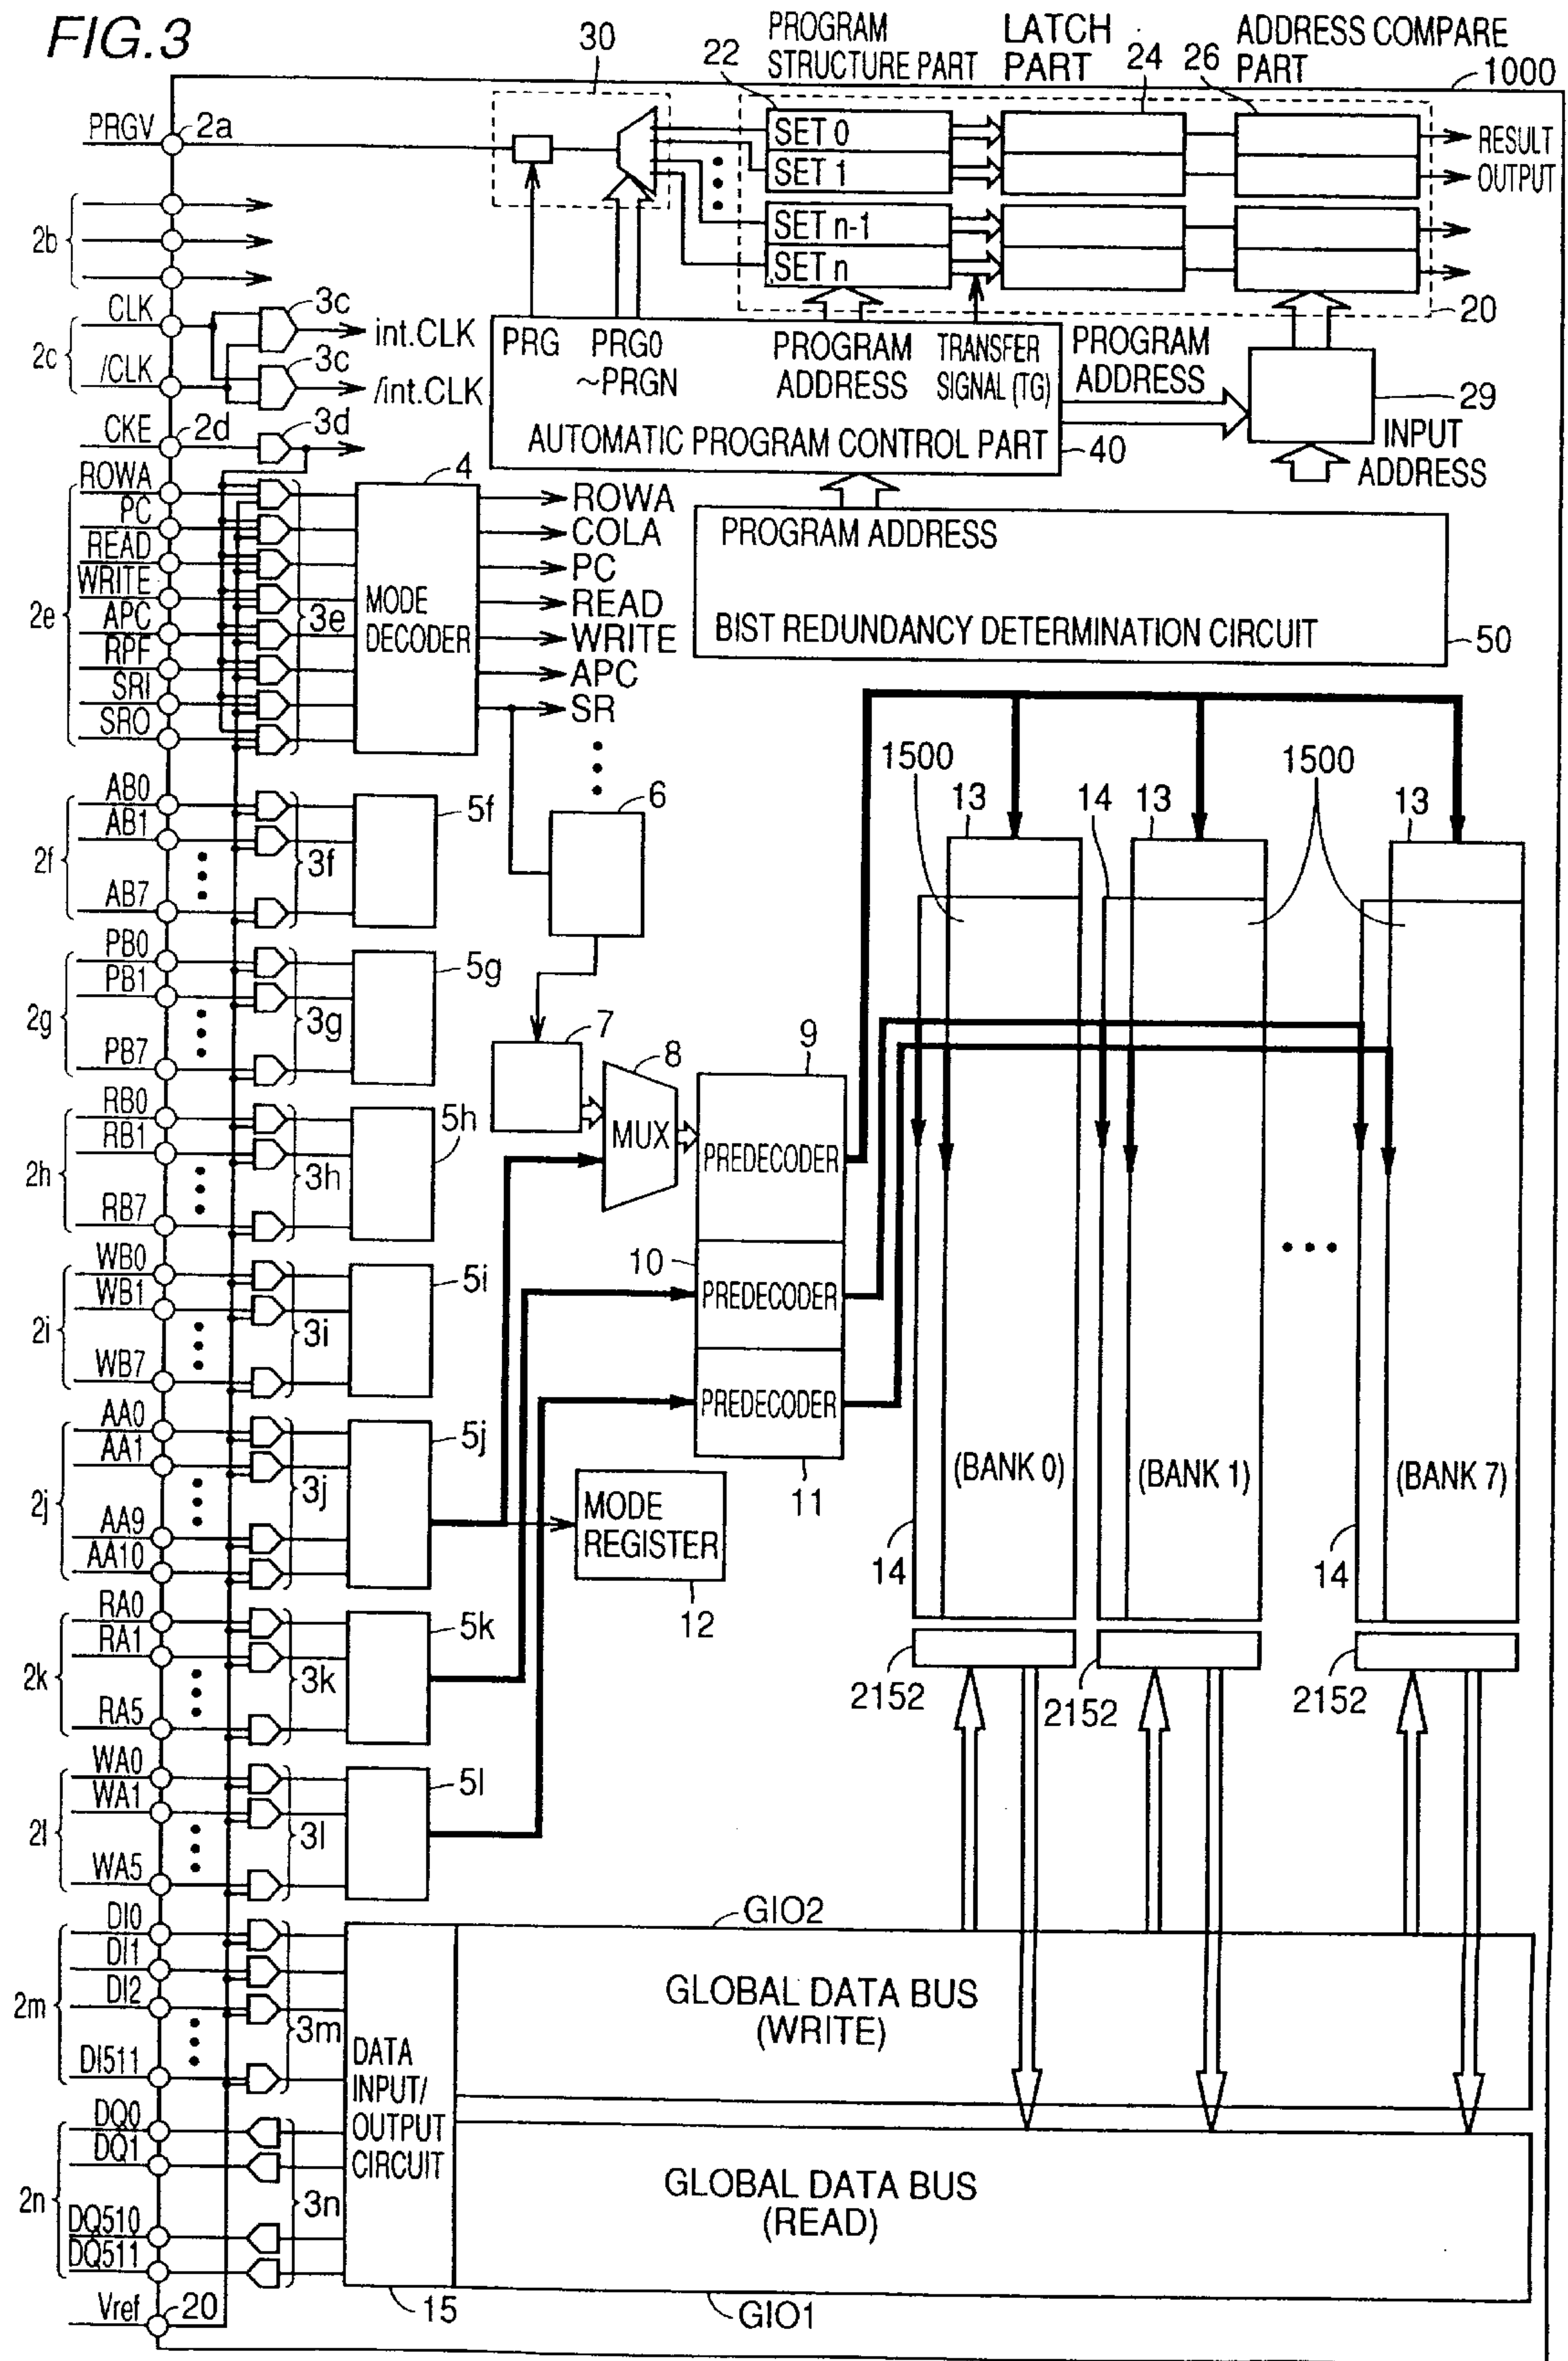 FIG.3
30
22
PROGRAM
STRUCTURE PART
LATCH
PART
24
26
ADDRESS COMPARE
PART
1000
PRGV
2a
SET 0
SET 1
SET n-1
SET n
RESULT
OUTPUT
2b
20
CLK
/CLK
2c
3c
3c
int.CLK
/int.CLK
CKE
2d
3d
PRG
PRG0
~PRGN
PROGRAM
ADDRESS
TRANSFER
SIGNAL (TG)
AUTOMATIC PROGRAM CONTROL PART
40
PROGRAM
ADDRESS
29
INPUT
ADDRESS
2e
ROWA
PC
READ
WRITE
APC
RPF
SRI
SRO
3e
4
MODE
DECODER
ROWA
COLA
PC
READ
WRITE
APC
SR
PROGRAM ADDRESS
BIST REDUNDANCY DETERMINATION CIRCUIT
50
2f
AB0
AB1
AB7
3f
5f
6
1500
13
14
13
1500
13
2g
PB0
PB1
PB7
3g
5g
7
8
MUX
9
PREDECODER
10
PREDECODER
PREDECODER
11
2h
RB0
RB1
RB7
3h
5h
2i
WB0
WB1
WB7
3i
5i
2j
AA0
AA1
AA9
AA10
3j
5j
MODE
REGISTER
12
(BANK 0)
(BANK 1)
(BANK 7)
14
14
2152
2152
2152
2k
RA0
RA1
RA5
3k
5k
2l
WA0
WA1
WA5
3l
5l
2m
DI0
DI1
DI2
DI511
3m
2n
DQ0
DQ1
DQ510
DQ511
3n
DATA
INPUT/
OUTPUT
CIRCUIT
15
GIO2
GLOBAL DATA BUS
(WRITE)
GLOBAL DATA BUS
(READ)
GIO1
Vref
20